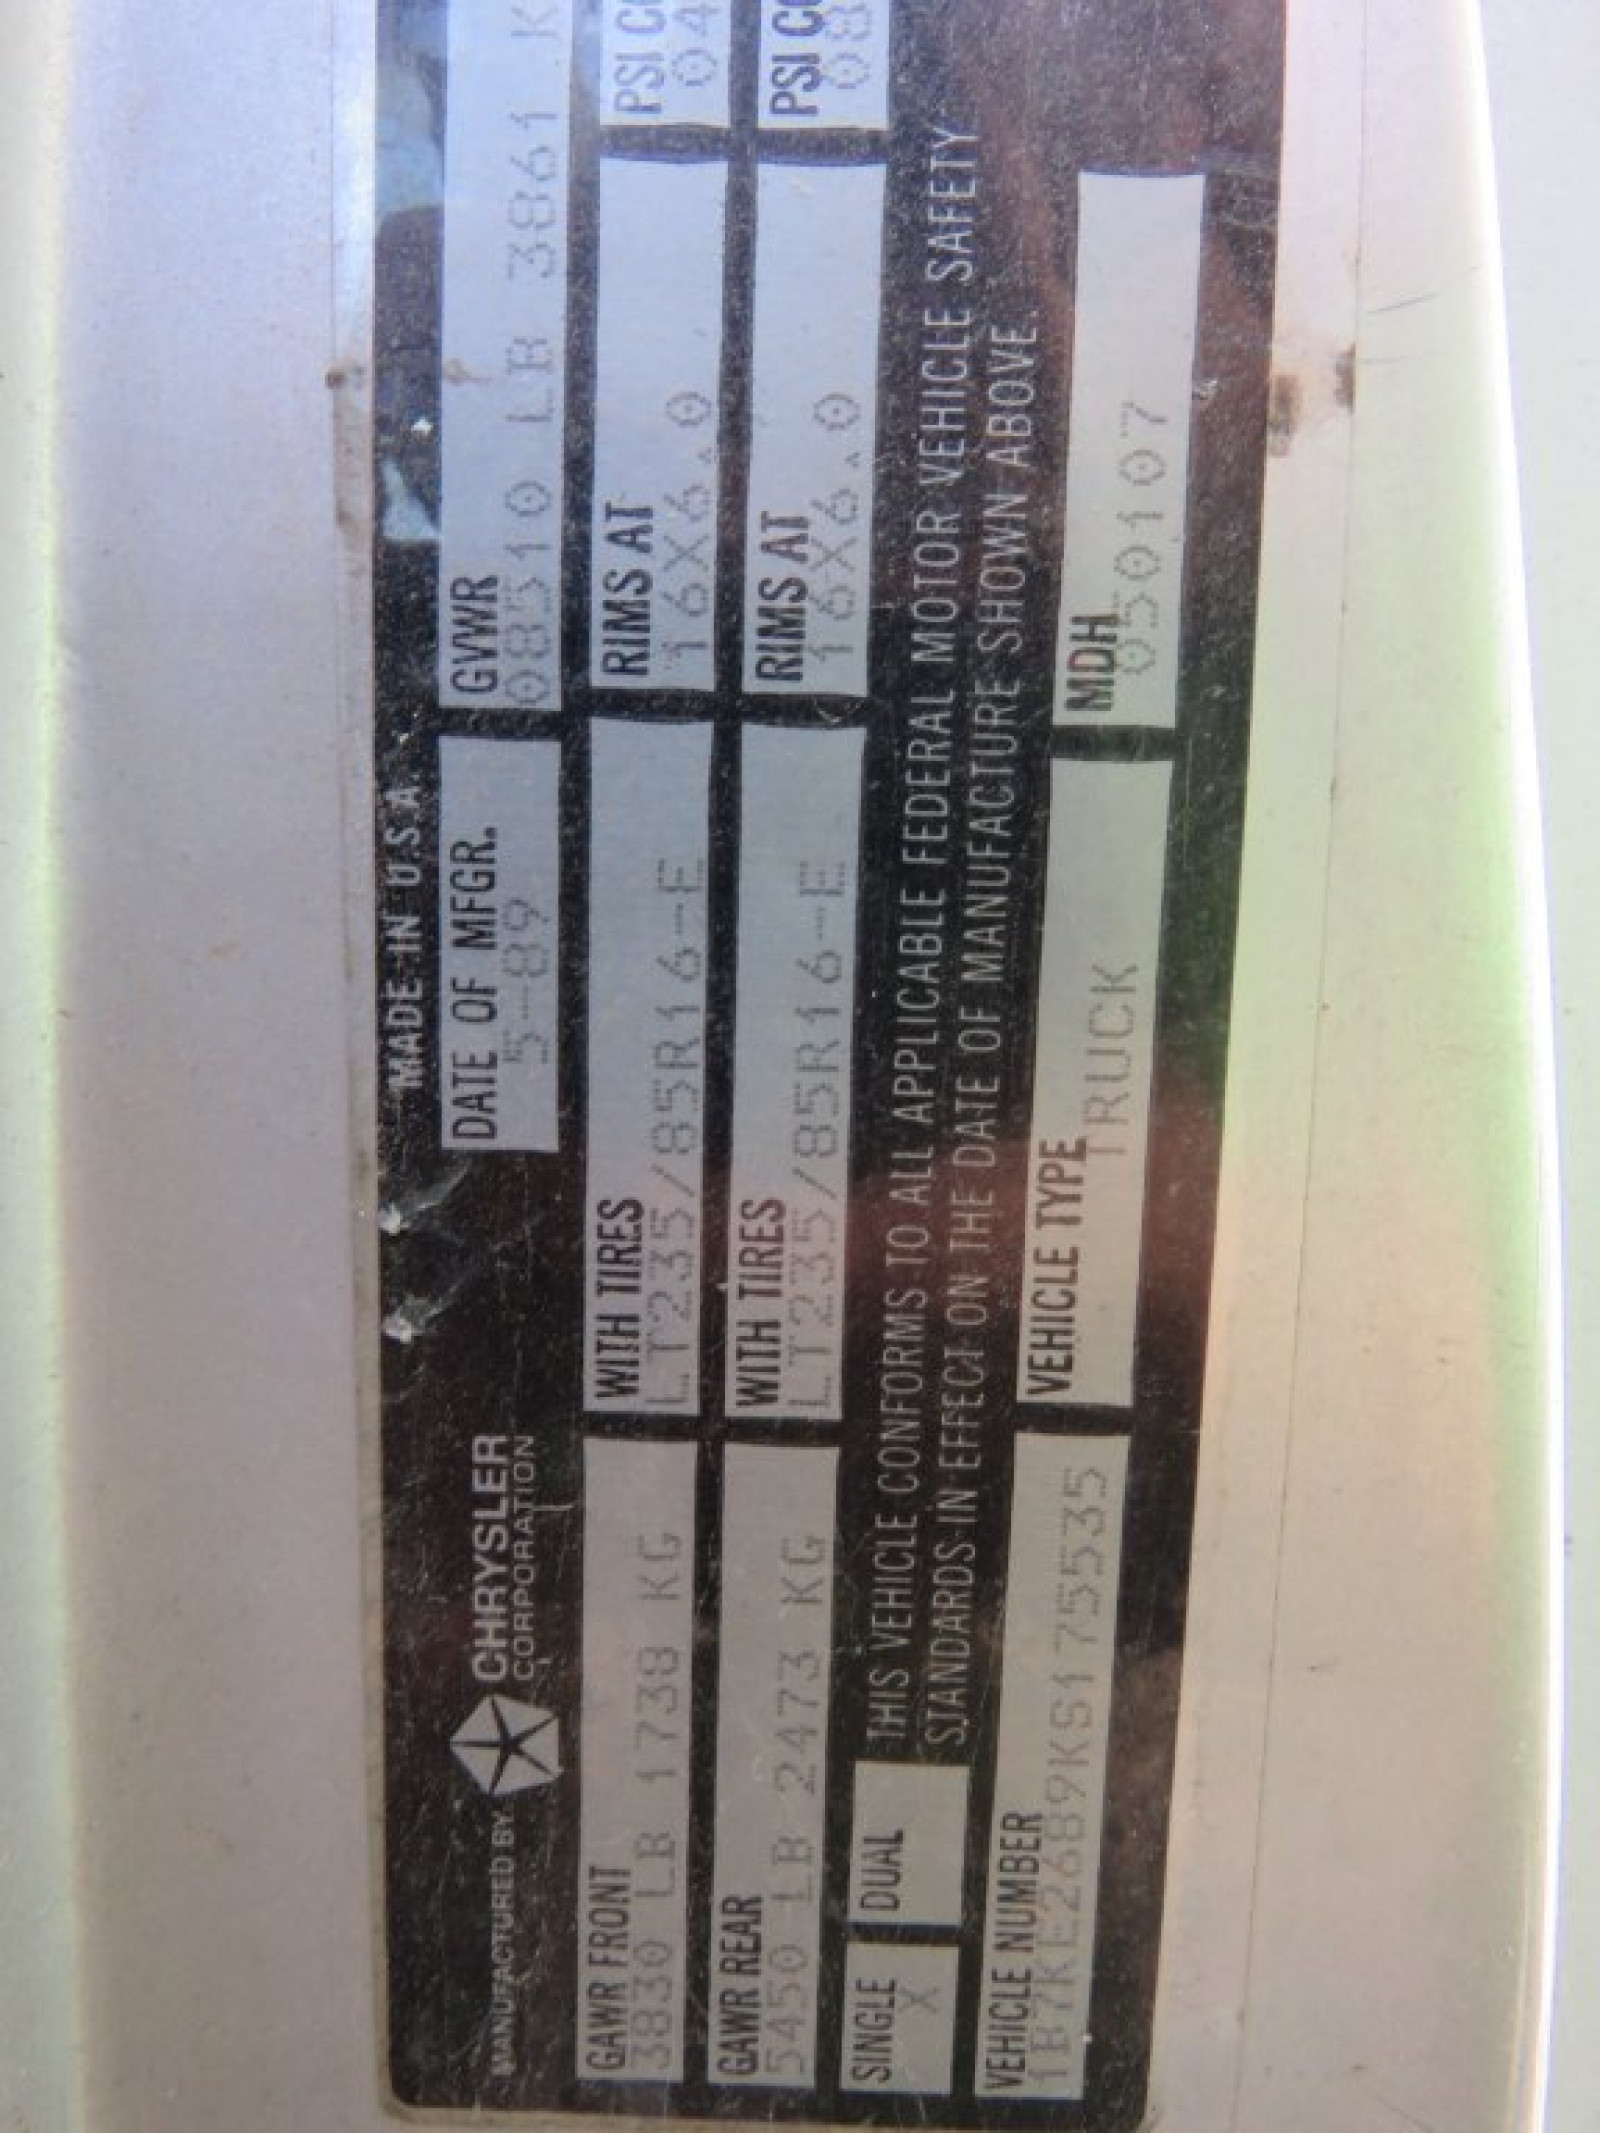 MADE IN U.S.A.
MANUFACTURED BY CHRYSLER
CORPORATION
DATE OF MFGR.
5-89
GVWR
08510 LB 3861 K
GAWR FRONT
3830 LB 1738 KG
WITH TIRES
LT235/85R16-E
RIMS AT
16X6.0
PSI
04
GAWR REAR
5450 LB 2473 KG
WITH TIRES
LT235/85R16-E
RIMS AT
16X6.0
PSI
08
SINGLE
X
DUAL
THIS VEHICLE CONFORMS TO ALL APPLICABLE FEDERAL MOTOR VEHICLE SAFETY
STANDARDS IN EFFECT ON THE DATE OF MANUFACTURE SHOWN ABOVE.
VEHICLE NUMBER
1B7KE2689KS175535
VEHICLE TYPE
TRUCK
MDH
050107